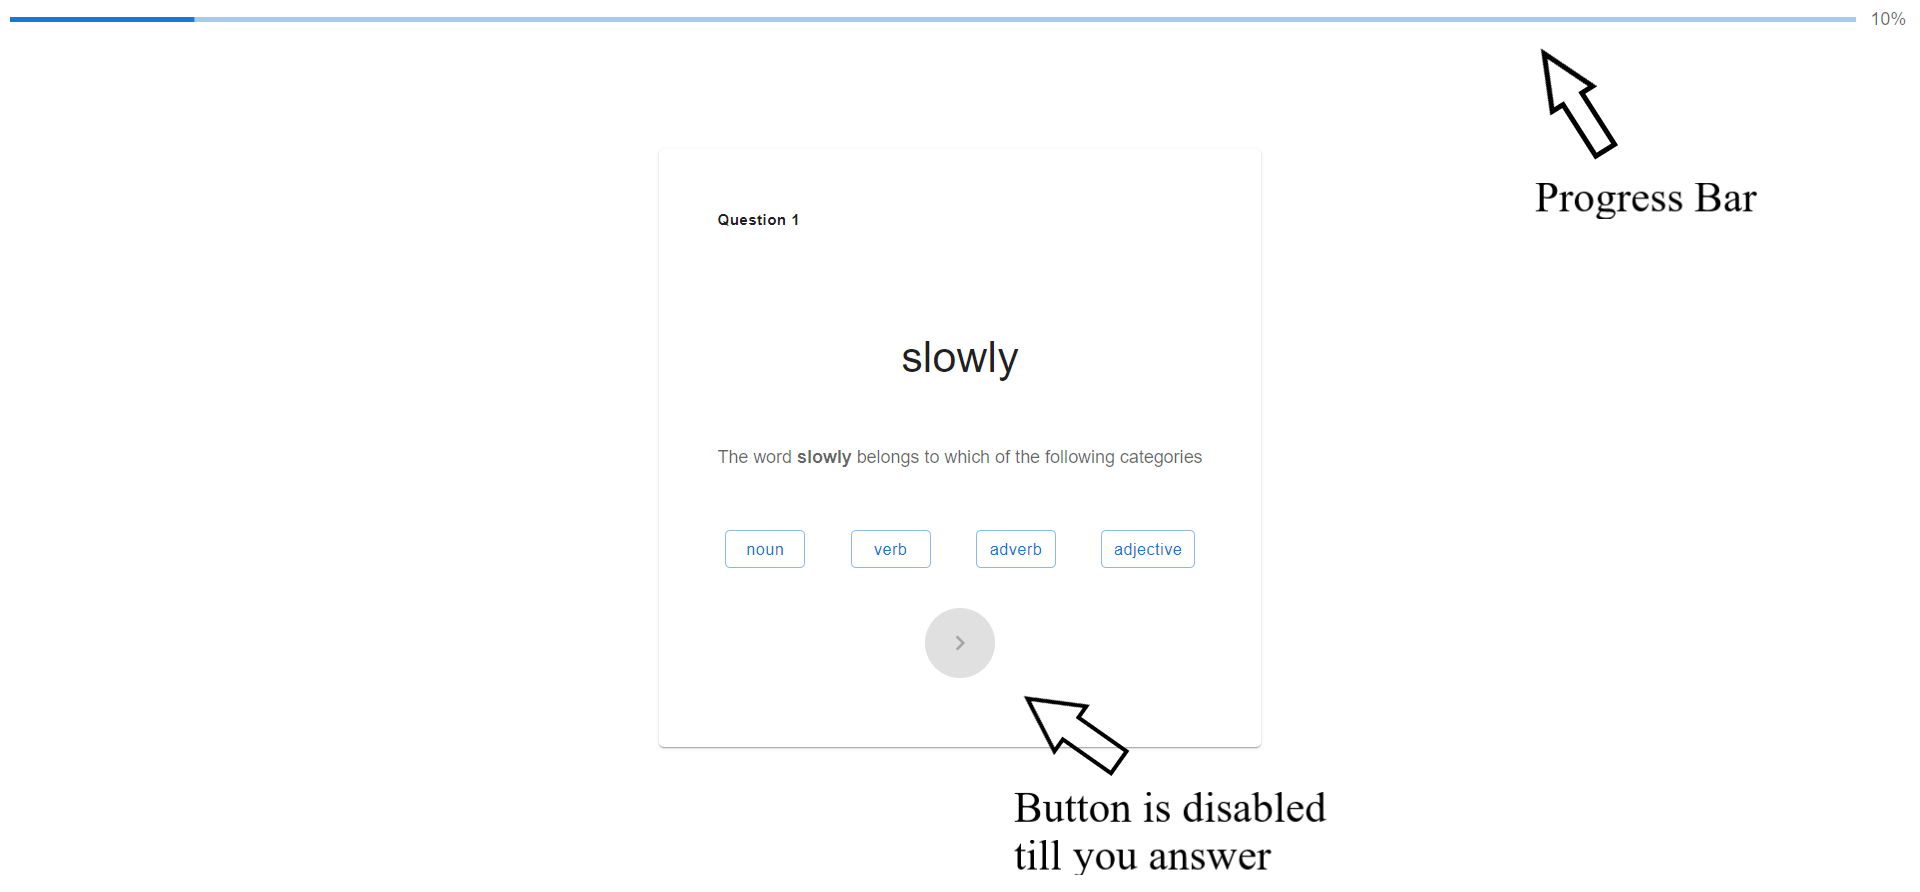 10%
Progress Bar
Question 1
slowly
The word slowly belongs to which of the following categories
noun verb adverb adjective
Button is disabled
till you answer